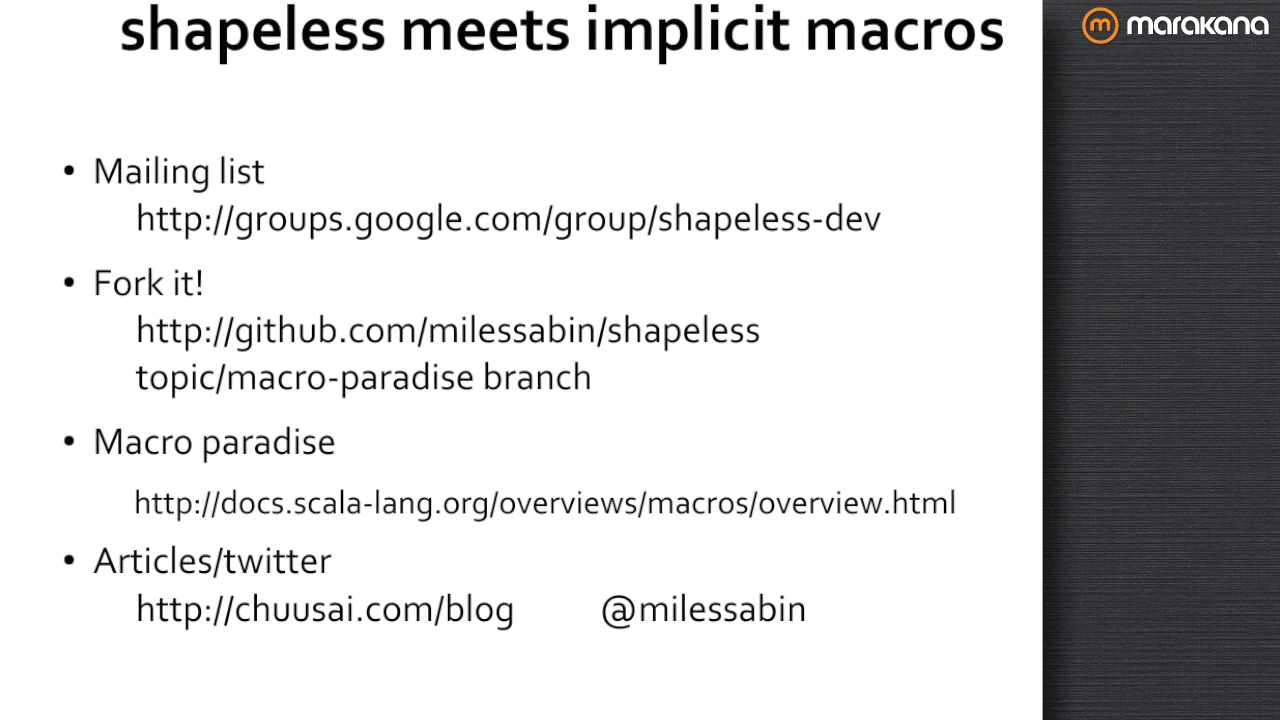 shapeless meets implicit macros
marakana
• Mailing list
http://groups.google.com/group/shapeless-dev
• Fork it!
http://github.com/milessabin/shapeless
topic/macro-paradise branch
• Macro paradise
http://docs.scala-lang.org/overviews/macros/overview.html
• Articles/twitter
http://chuusai.com/blog @milessabin